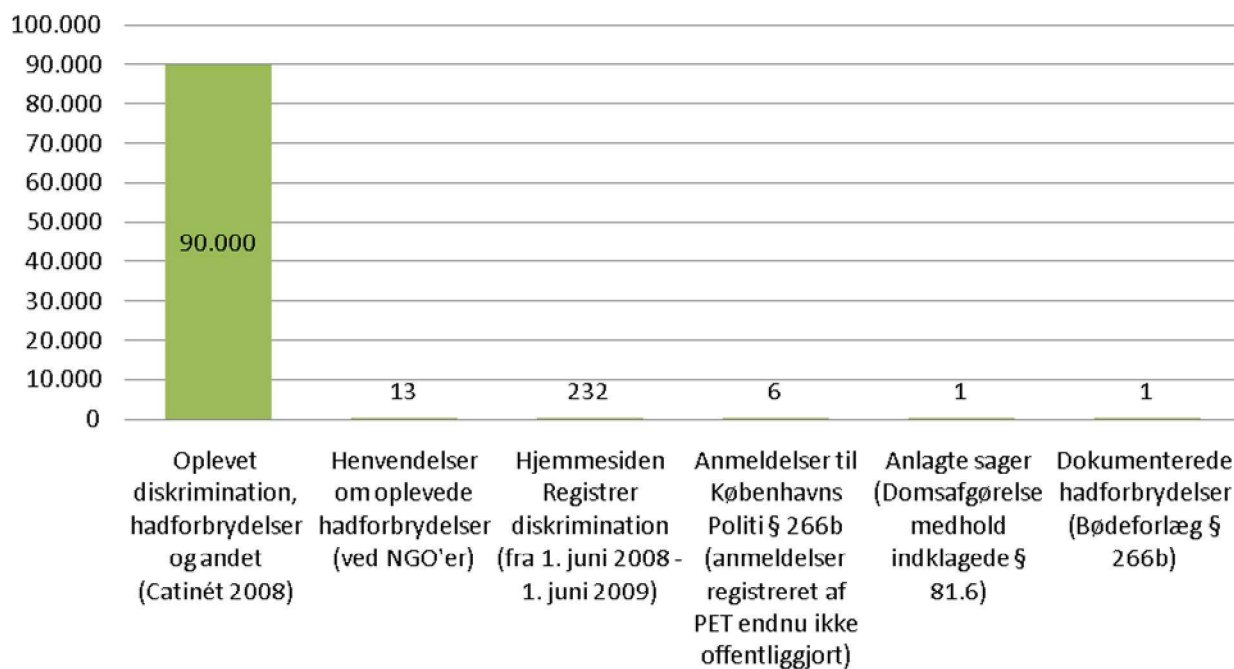 100.000
90.000
80.000
70.000
60.000
50.000
40.000
30.000
20.000
10.000
0
90.000
13
232
6
1
1
Oplevet
diskrimination,
hadforbrydelser
og andet
(Catinét 2008)
Henvendelser
om oplevede
hadforbrydelser
(ved NGO'er)
Hjemmesiden
Registrer
diskrimination
(fra 1. juni 2008 -
1. juni 2009)
Anmeldelser til
Københavns
Politi § 266b
(anmeldelser
registreret af
PET endnu ikke
offentliggjort)
Anlagte sager
(Domsafgørelse
medhold
indklagede §
81.6)
Dokumenterede
hadforbrydelser
(Bødeforlæg §
266b)